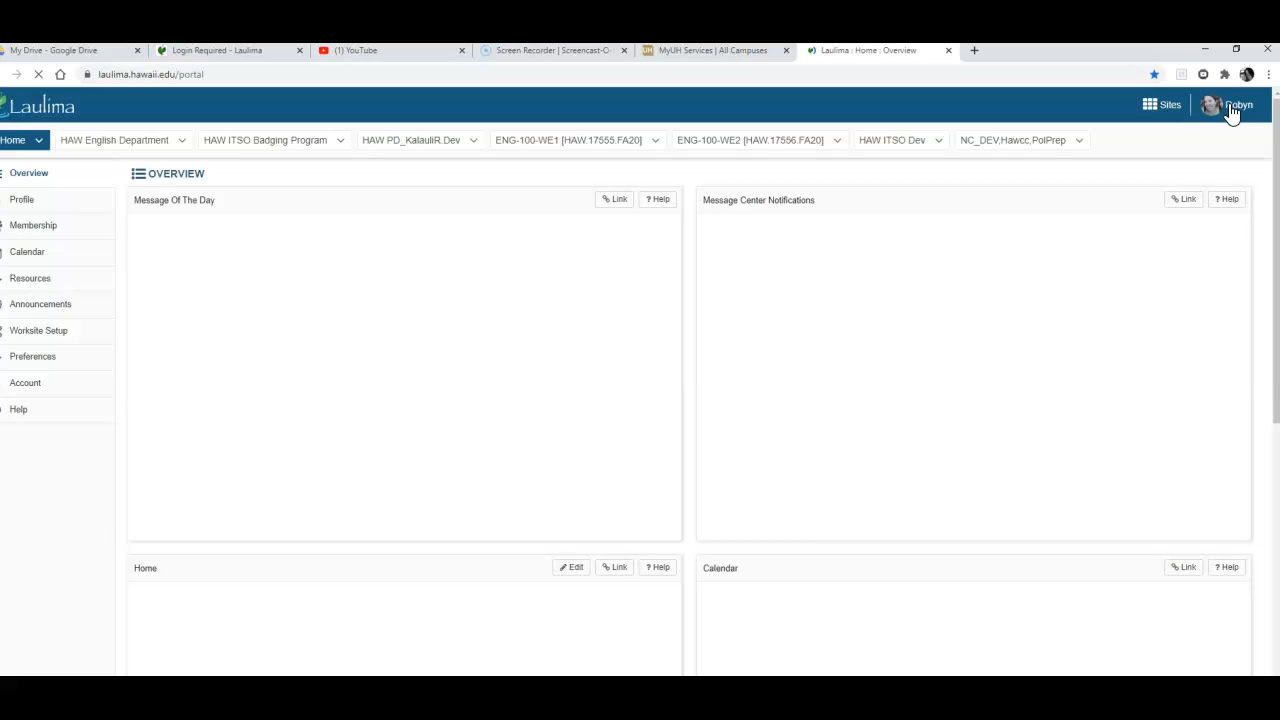 My Drive - Google Drive
Login Required - Laulima
(1) YouTube
Screen Recorder | Screencast-O-
MyUH Services | All Campuses
Laulima : Home : Overview
laulima.hawaii.edu/portal
Laulima
Sites
Robyn
Home
HAW English Department
HAW ITSO Badging Program
HAW PD_KalauliR.Dev
ENG-100-WE1 [HAW.17555.FA20]
ENG-100-WE2 [HAW.17556.FA20]
HAW ITSO Dev
NC_DEV.Hawcc.PolPrep
Overview
Profile
Membership
Calendar
Resources
Announcements
Worksite Setup
Preferences
Account
Help
OVERVIEW
Message Of The Day
Link
? Help
Message Center Notifications
Link
? Help
Home
Edit
Link
? Help
Calendar
Link
? Help